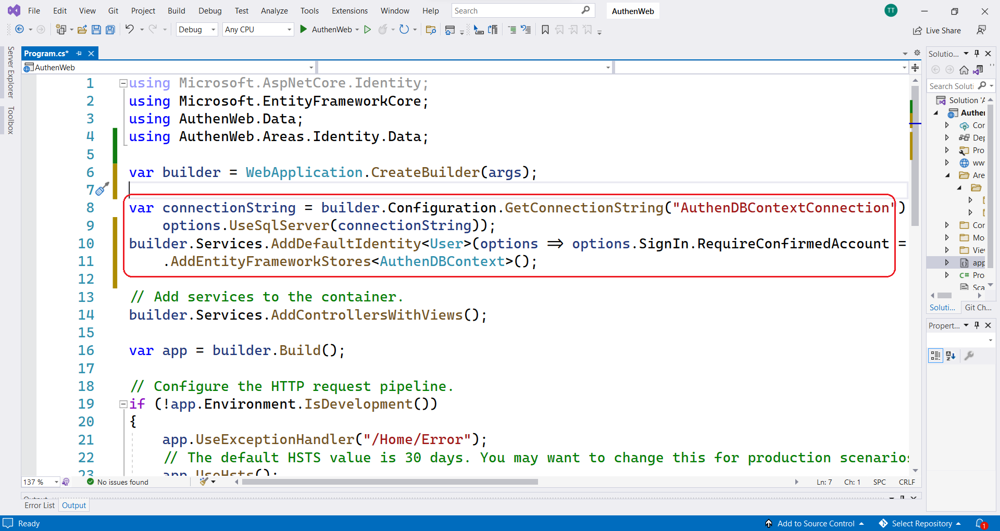 File Edit View Git Project Build Debug Test Analyze Tools Extensions Window Help Search AuthenWeb TT
Debug Any CPU AuthenWeb Live Share
Server Explorer
Toolbox
Program.cs*
AuthenWeb
1 using Microsoft.AspNetCore.Identity;
2 using Microsoft.EntityFrameworkCore;
3 using AuthenWeb.Data;
4 using AuthenWeb.Areas.Identity.Data;
5
6 var builder = WebApplication.CreateBuilder(args);
7
8 var connectionString = builder.Configuration.GetConnectionString("AuthenDBContextConnection")
9 options.UseSqlServer(connectionString));
10 builder.Services.AddDefaultIdentity<User>(options => options.SignIn.RequireConfirmedAccount =
11 .AddEntityFrameworkStores<AuthenDBContext>();
12
13 // Add services to the container.
14 builder.Services.AddControllersWithViews();
15
16 var app = builder.Build();
17
18 // Configure the HTTP request pipeline.
19 if (!app.Environment.IsDevelopment())
20 {
21 app.UseExceptionHandler("/Home/Error");
22 // The default HSTS value is 30 days. You may want to change this for production scenarios
23 app.UseHsts();
137 % No issues found Ln: 7 Ch: 1 SPC CRLF
Output
Error List Output
Solutio...
Search Soluti
Solution 'A
Authen
Cor
Dep
Pro
ww
Are
Cor
Mo
Viev
app
C# Pro
Sca
Soluti... Git Ch...
Propert...
Ready Add to Source Control Select Repository 1